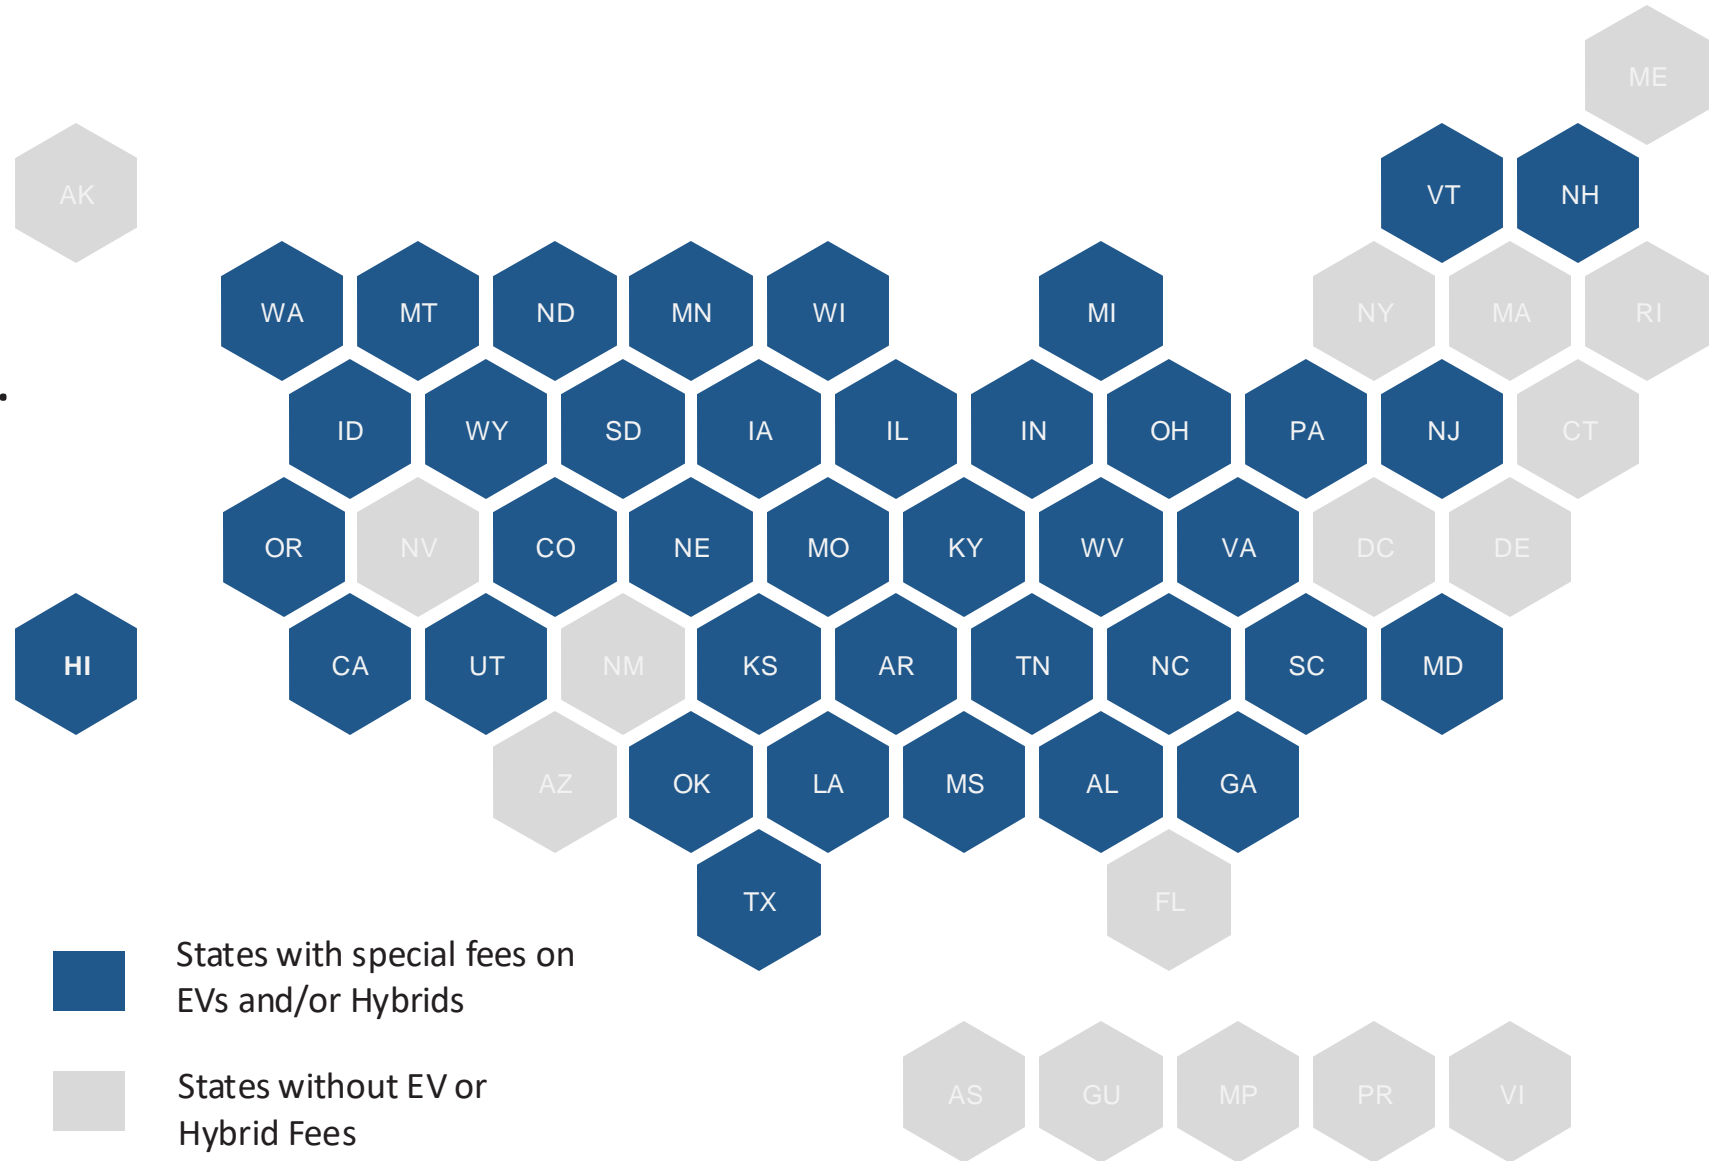 ME
AK
VT NH
WA MT ND MN WI MI NY MA RI
.
ID WY SD IA IL IN OH PA NJ CT
OR NV CO NE MO KY WV VA DC DE
HI CA UT NM KS AR TN NC SC MD
AZ OK LA MS AL GA
TX FL
States with special fees on
EVs and/or Hybrids
States without EV or
Hybrid Fees
AS GU MP PR VI